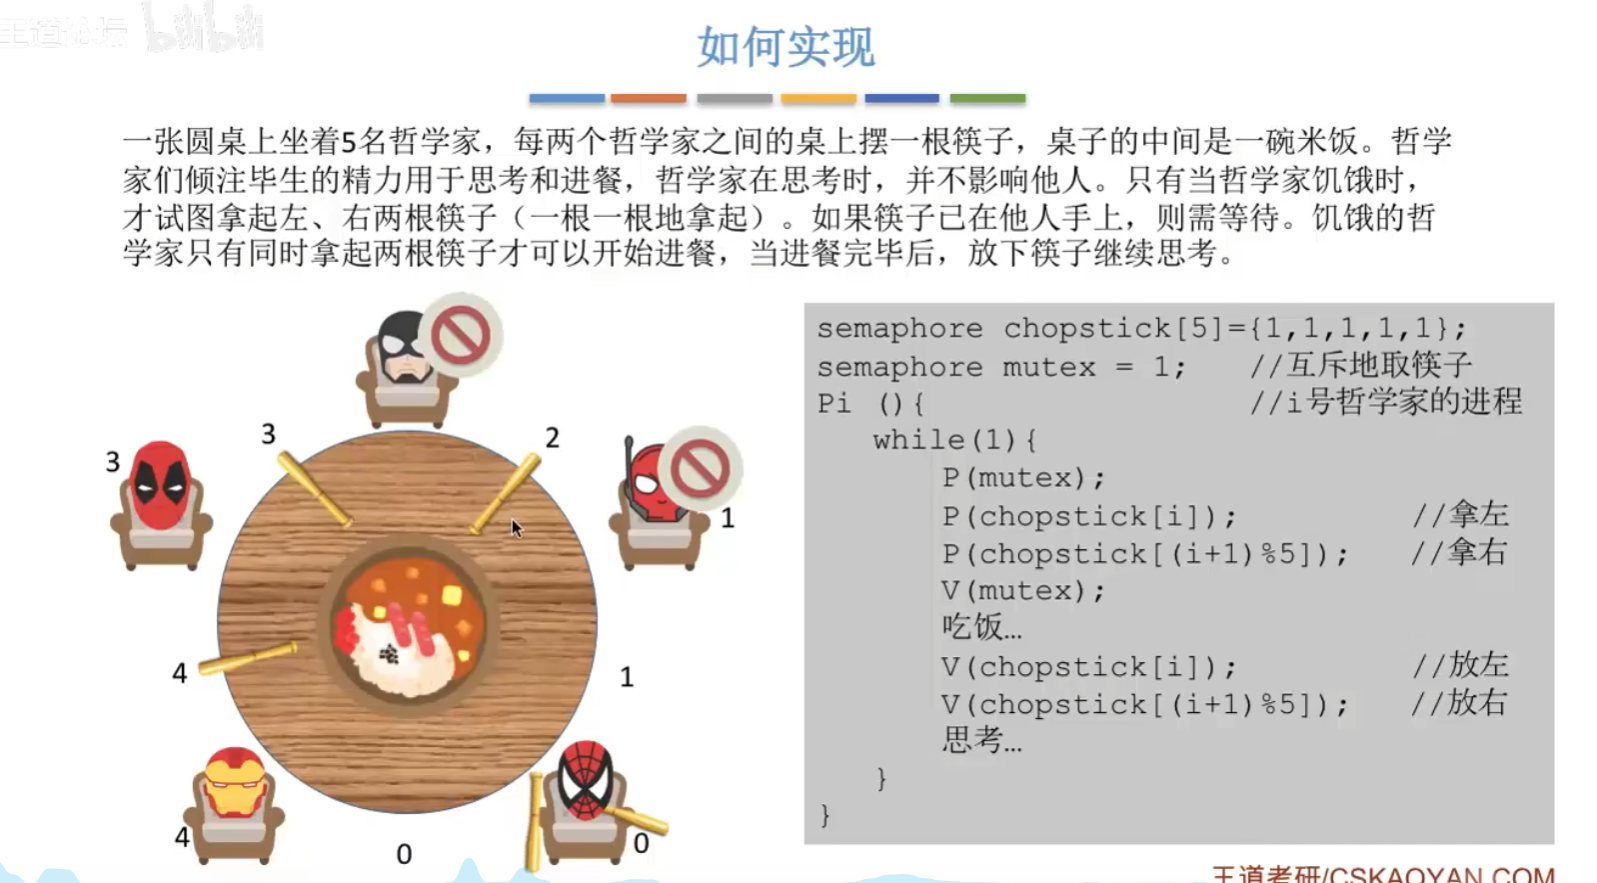 王道论坛 bilibili
如何实现
一张圆桌上坐着5名哲学家，每两个哲学家之间的桌上摆一根筷子，桌子的中间是一碗米饭。哲学
家们倾注毕生的精力用于思考和进餐，哲学家在思考时，并不影响他人。只有当哲学家饥饿时，
才试图拿起左、右两根筷子（一根一根地拿起）。如果筷子已在他人手上，则需等待。饥饿的哲
学家只有同时拿起两根筷子才可以开始进餐，当进餐完毕后，放下筷子继续思考。
3
2
3
1
4
1
4
0
0
semaphore chopstick[5]={1,1,1,1,1};
semaphore mutex = 1; //互斥地取筷子
Pi (){ //i号哲学家的进程
while(1){
P(mutex);
P(chopstick[i]); //拿左
P(chopstick[(i+1)%5]); //拿右
V(mutex);
吃饭…
V(chopstick[i]); //放左
V(chopstick[(i+1)%5]); //放右
思考…
}
}
王道考研/CSKAOYAN.COM